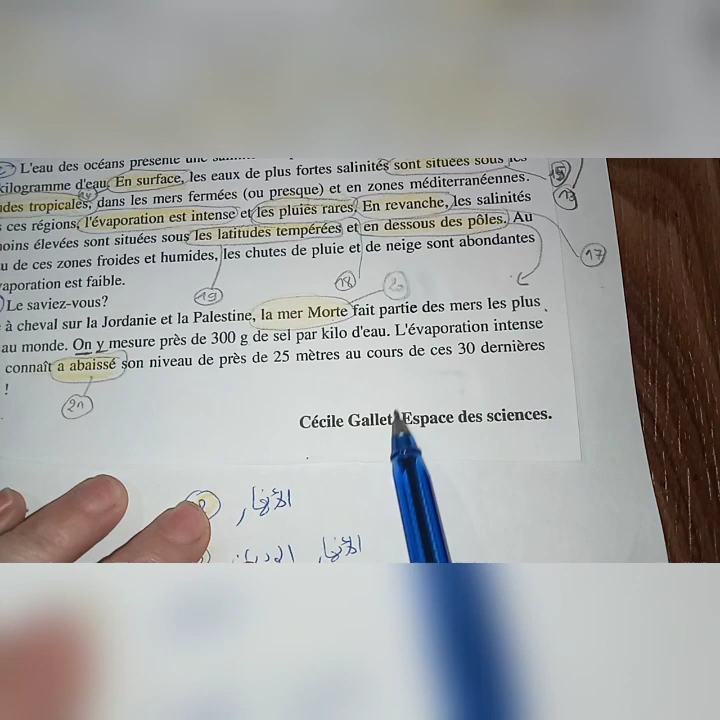 L'eau des océans présente une
kilogramme d'eau. En surface, les eaux de plus fortes salinités sont situées sous les
tropicales, dans les mers fermées (ou presque) et en zones méditerranéennes.
ces régions, l'évaporation est intense et les pluies rares. En revanche, les salinités
moins élevées sont situées sous les latitudes tempérées et en dessous des pôles. Au
de ces zones froides et humides, les chutes de pluie et de neige sont abondantes
évaporation est faible.
Le saviez-vous?
à cheval sur la Jordanie et la Palestine, la mer Morte fait partie des mers les plus
au monde. On y mesure près de 300 g de sel par kilo d'eau. L'évaporation intense
connaît a abaissé son niveau de près de 25 mètres au cours de ces 30 dernières
!
Cécile Gallet, Espace des sciences.
15
13
17
18
20
19
21
الأنهار
الأنهار